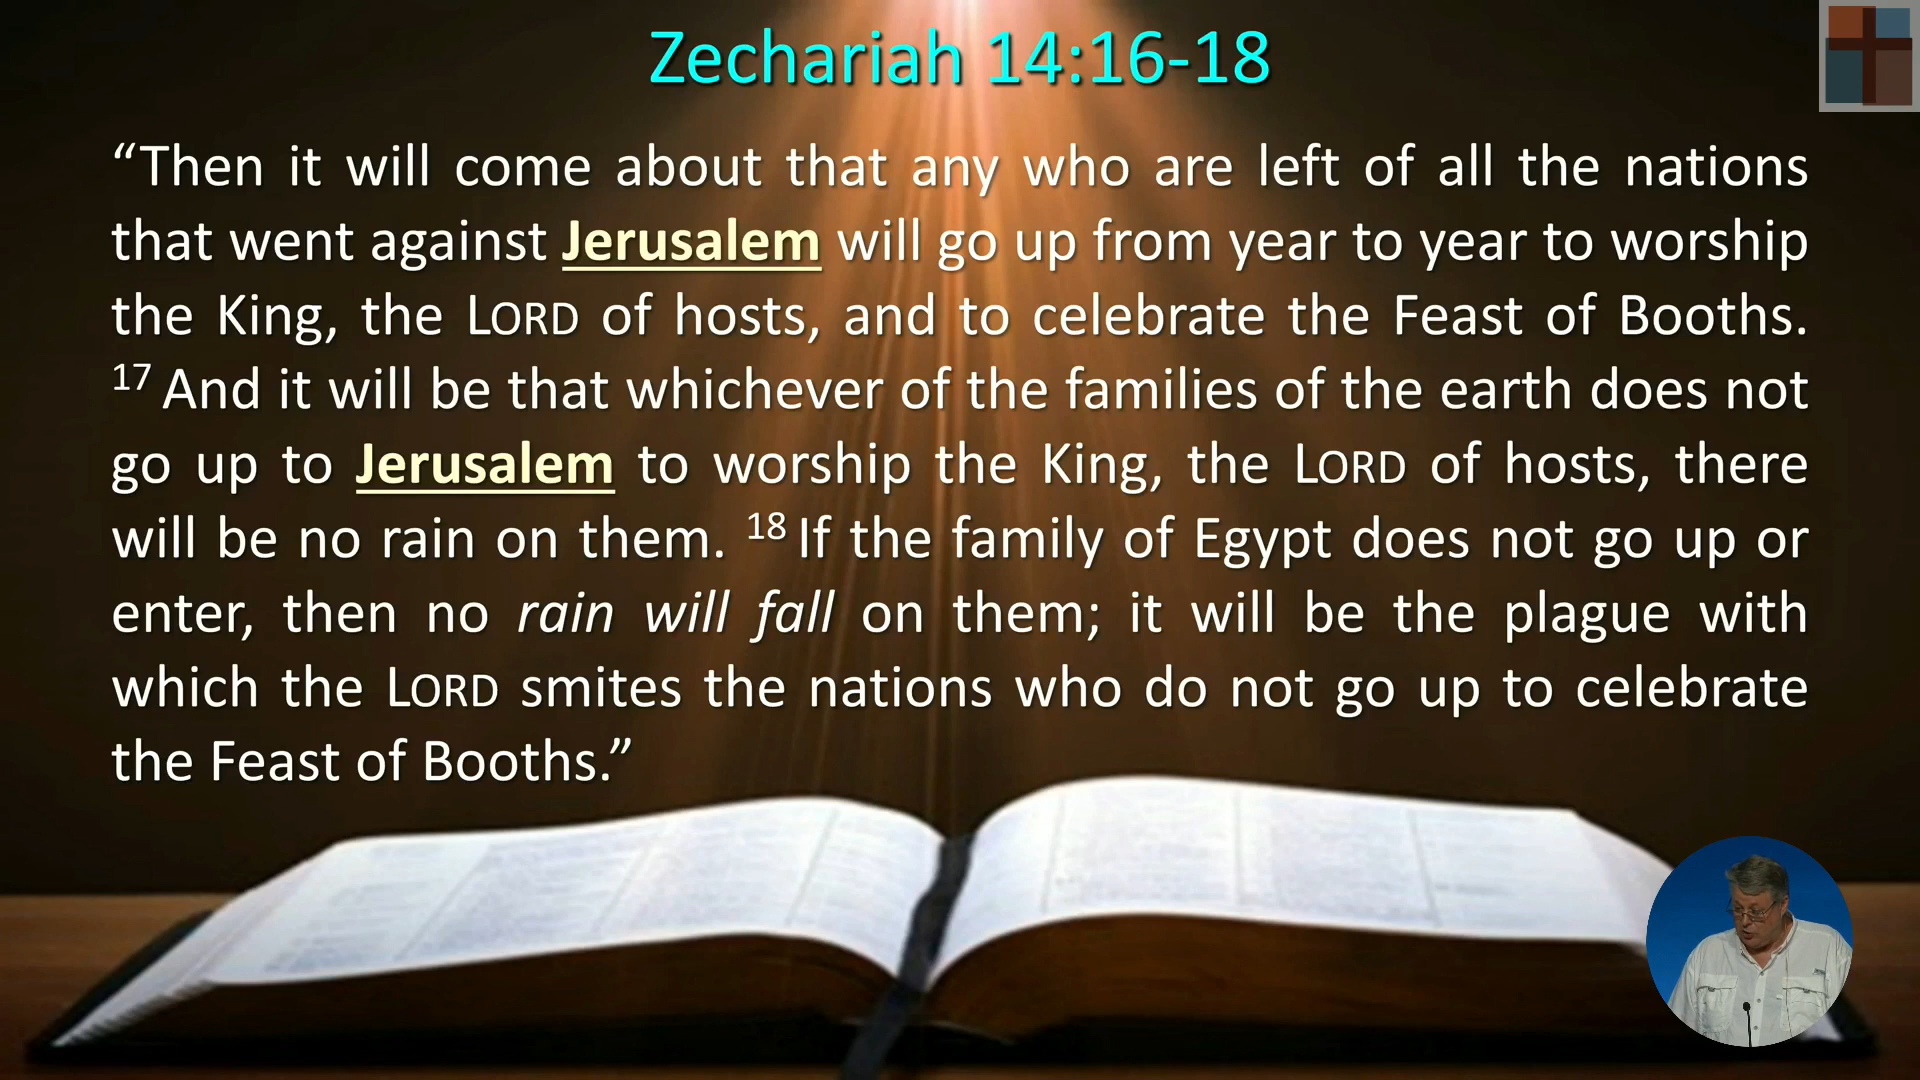 Zechariah 14:16-18
“Then it will come about that any who are left of all the nations
that went against Jerusalem will go up from year to year to worship
the King, the LORD of hosts, and to celebrate the Feast of Booths.
17 And it will be that whichever of the families of the earth does not
go up to Jerusalem to worship the King, the LORD of hosts, there
will be no rain on them. 18 If the family of Egypt does not go up or
enter, then no rain will fall on them; it will be the plague with
which the LORD smites the nations who do not go up to celebrate
the Feast of Booths.”